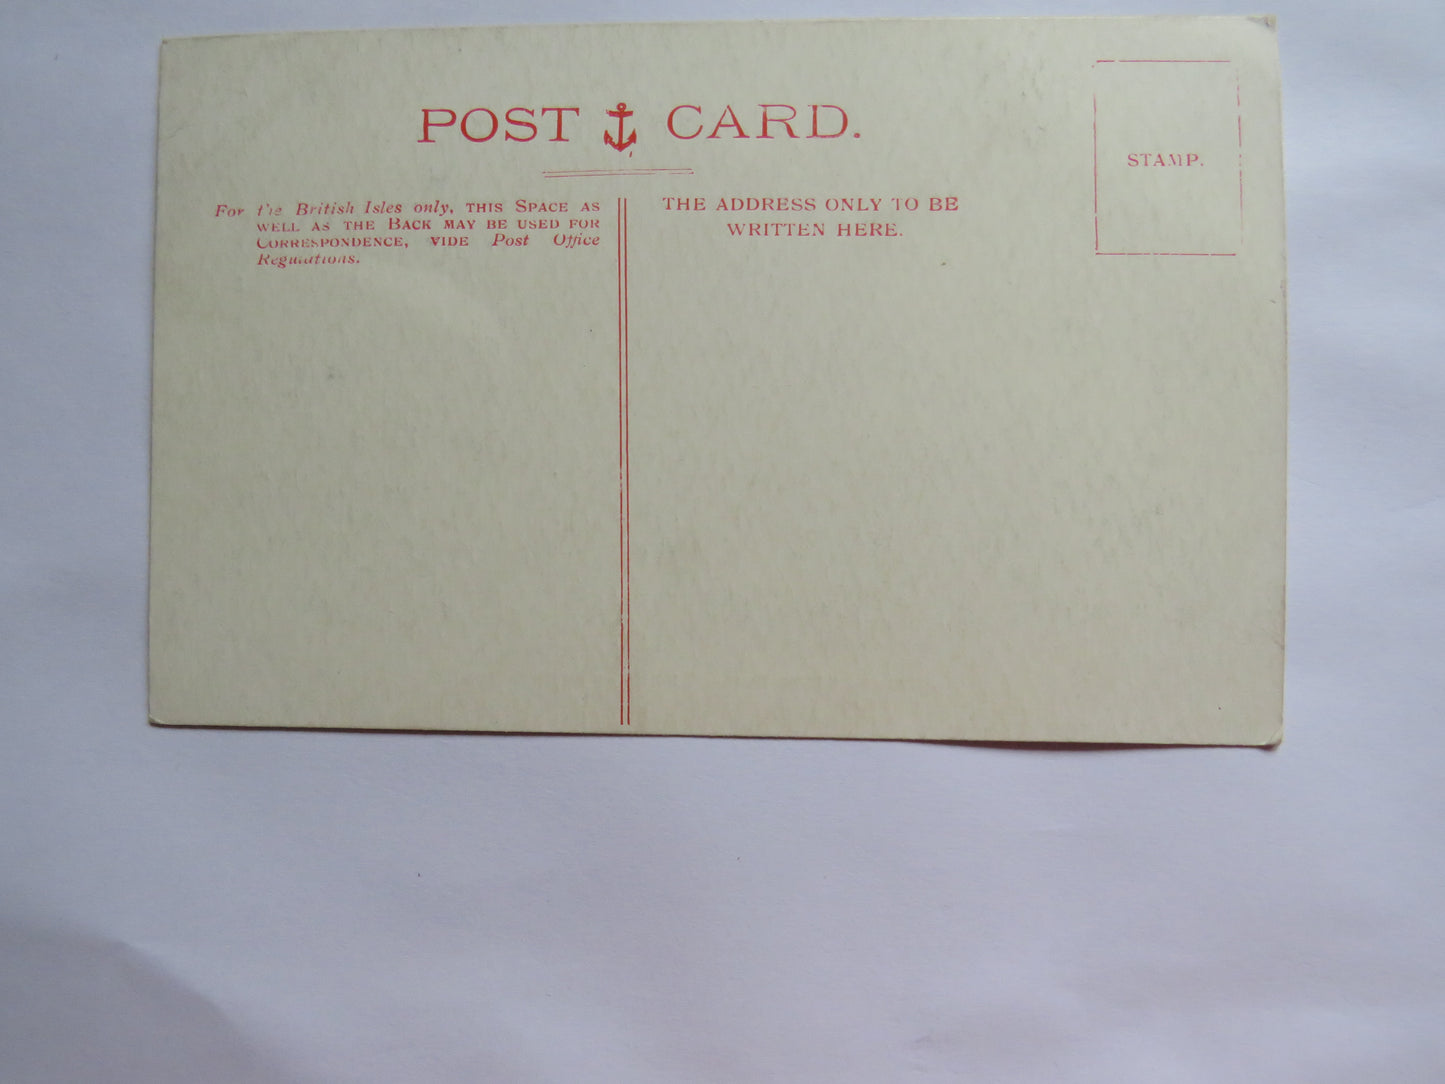 POST CARD.
STAMP.
For the British Isles only, THIS SPACE AS
WELL AS THE BACK MAY BE USED FOR
CORRESPONDENCE, VIDE Post Office
Regulations.
THE ADDRESS ONLY TO BE
WRITTEN HERE.